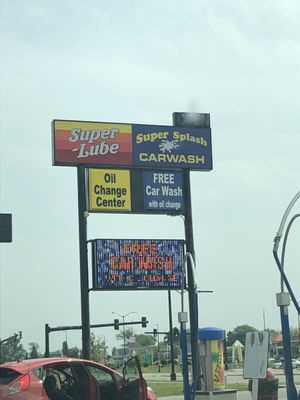 Super
-Lube
Super Splash
CARWASH
Oil
Change
Center
FREE
Car Wash
with oil change
FREE
CAR WASH